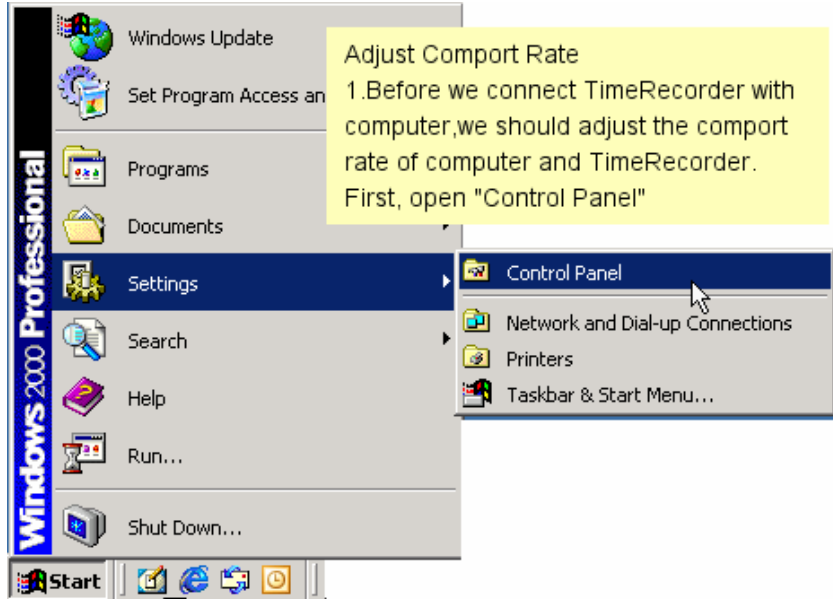 Windows Update
Set Program Access an
Programs
Documents
Settings
Search
Help
Run...
Shut Down...
Windows 2000 Professional
Start
Adjust Comport Rate
1.Before we connect TimeRecorder with
computer,we should adjust the comport
rate of computer and TimeRecorder.
First, open "Control Panel"
Control Panel
Network and Dial-up Connections
Printers
Taskbar & Start Menu...